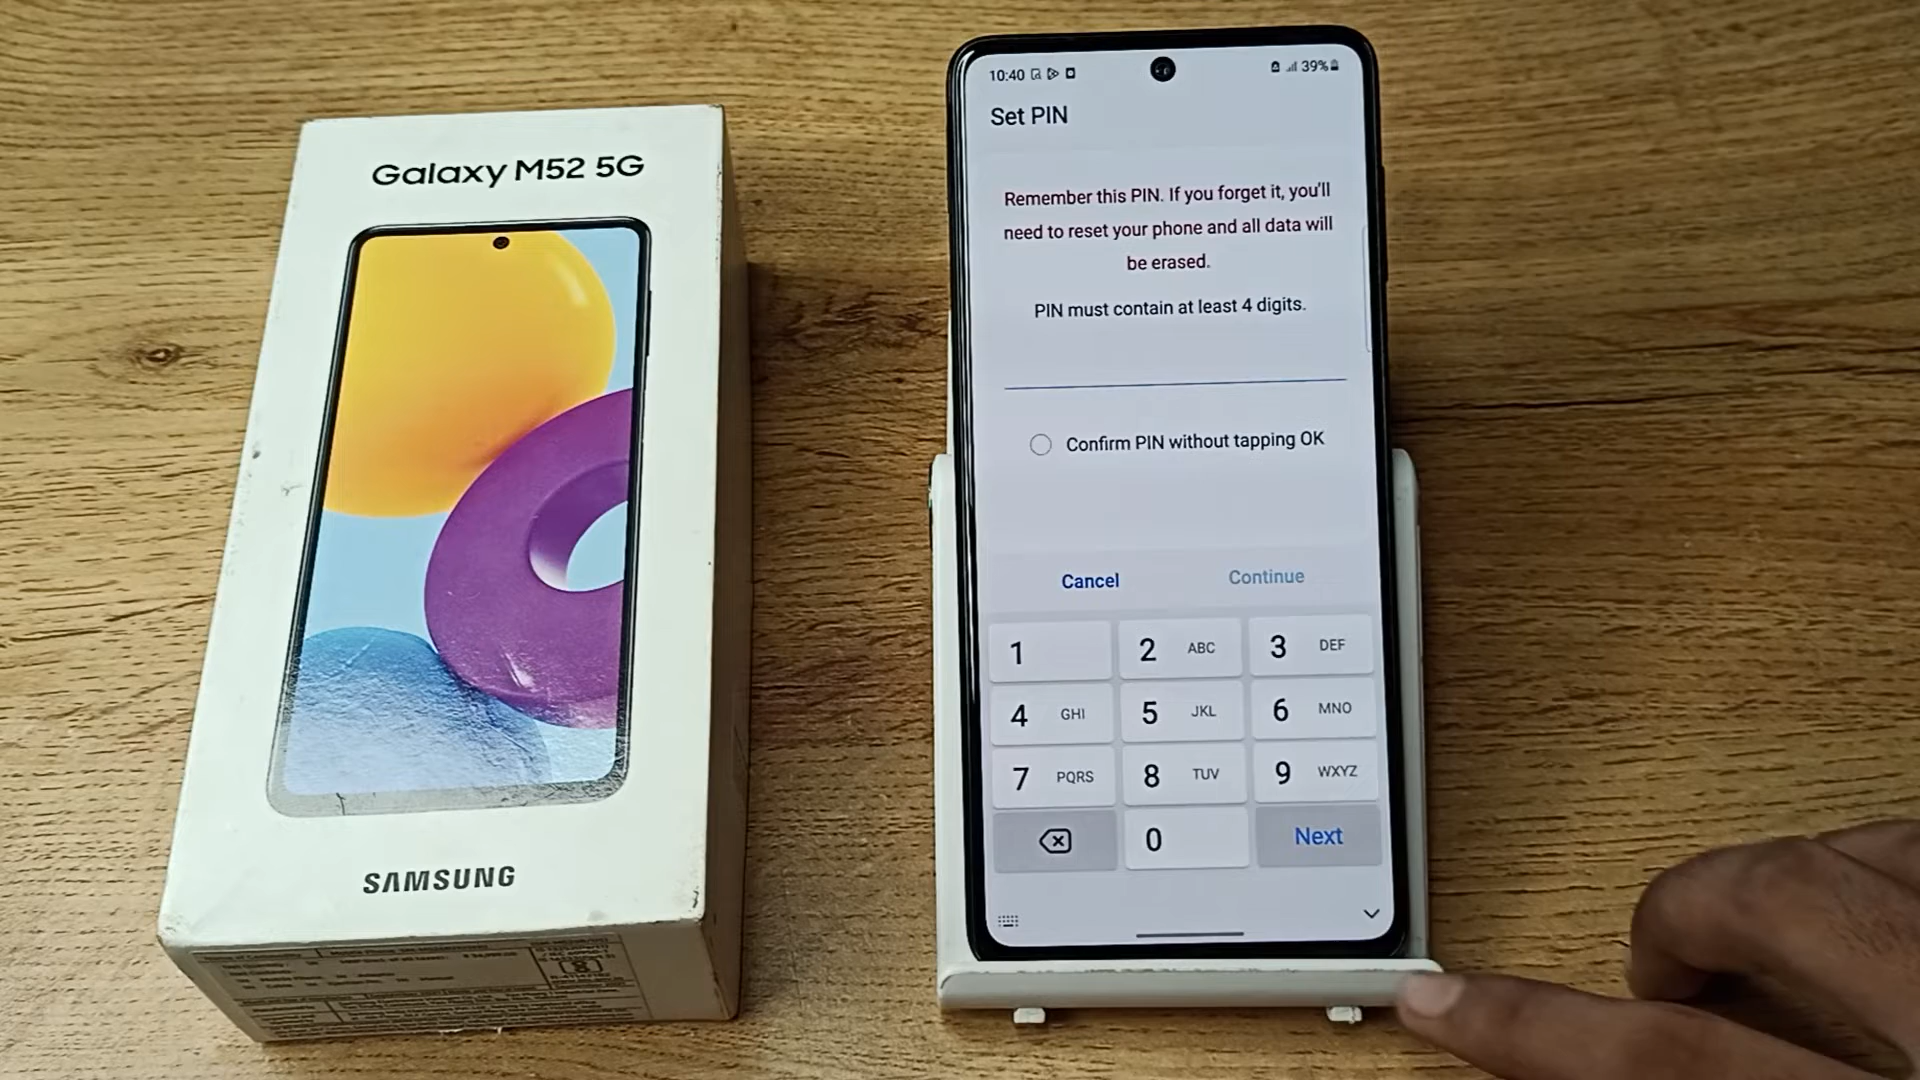 Galaxy M52 5G
SAMSUNG
10:40
39%
Set PIN
Remember this PIN. If you forget it, you'll
need to reset your phone and all data will
be erased.
PIN must contain at least 4 digits.
Confirm PIN without tapping OK
Cancel Continue
1 2 ABC 3 DEF
4 GHI 5 JKL 6 MNO
7 PQRS 8 TUV 9 WXYZ
0 Next